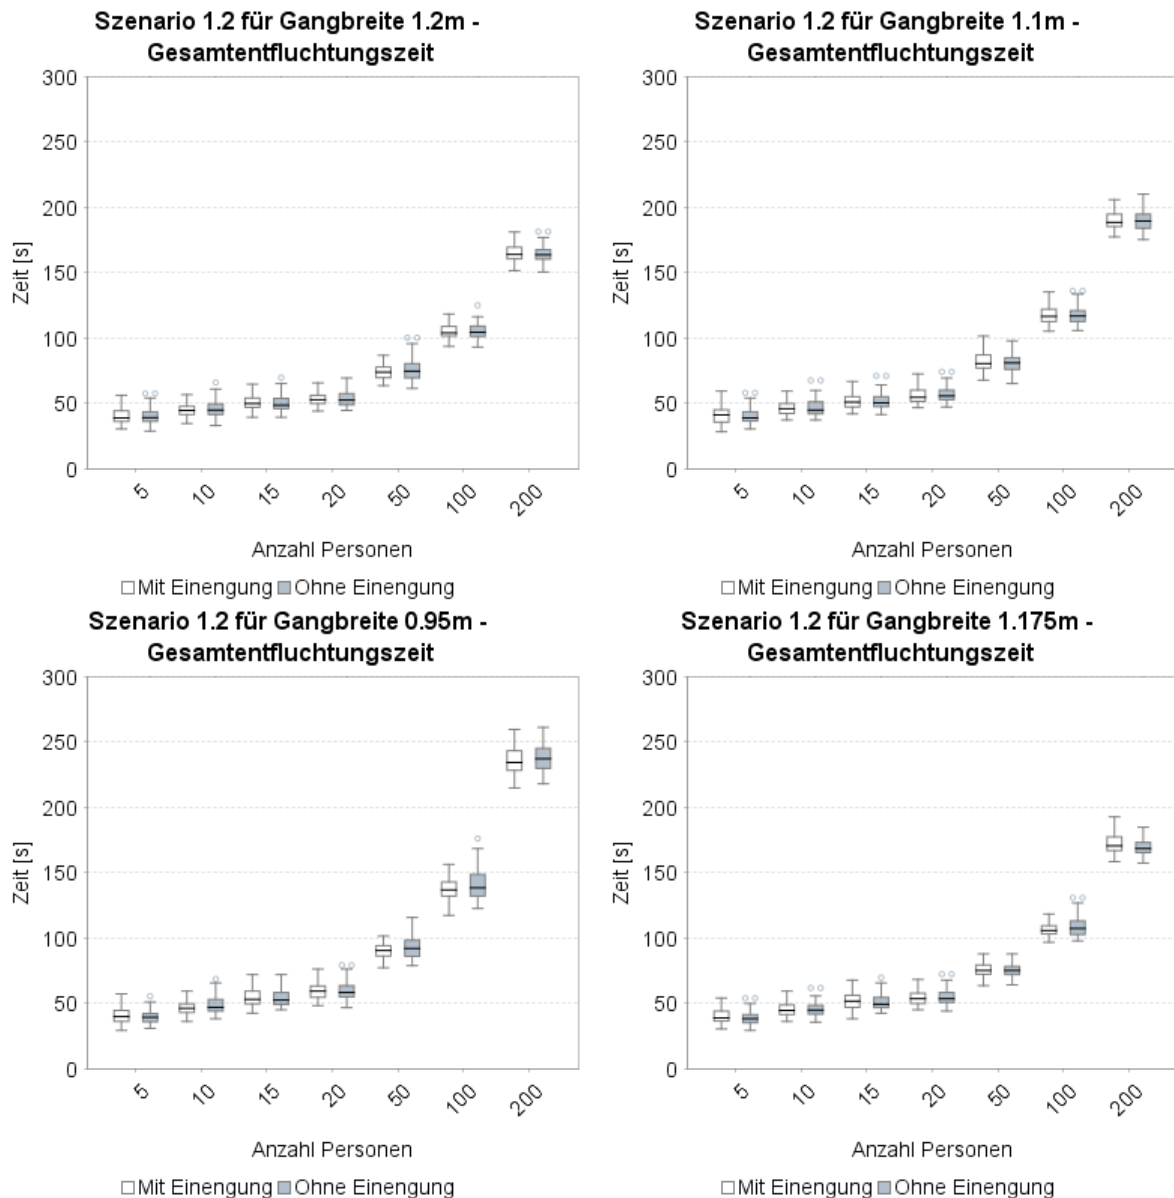 Szenario 1.2 für Gangbreite 1.2m -
Gesamtentfluchtungszeit
300
250
200
150
100
50
0
Zeit [s]
5
10
15
20
50
100
200
Anzahl Personen
Mit Einengung
Ohne Einengung
Szenario 1.2 für Gangbreite 1.1m -
Gesamtentfluchtungszeit
300
250
200
150
100
50
0
Zeit [s]
5
10
15
20
50
100
200
Anzahl Personen
Mit Einengung
Ohne Einengung
Szenario 1.2 für Gangbreite 0.95m -
Gesamtentfluchtungszeit
300
250
200
150
100
50
0
Zeit [s]
5
10
15
20
50
100
200
Anzahl Personen
Mit Einengung
Ohne Einengung
Szenario 1.2 für Gangbreite 1.175m -
Gesamtentfluchtungszeit
300
250
200
150
100
50
0
Zeit [s]
5
10
15
20
50
100
200
Anzahl Personen
Mit Einengung
Ohne Einengung